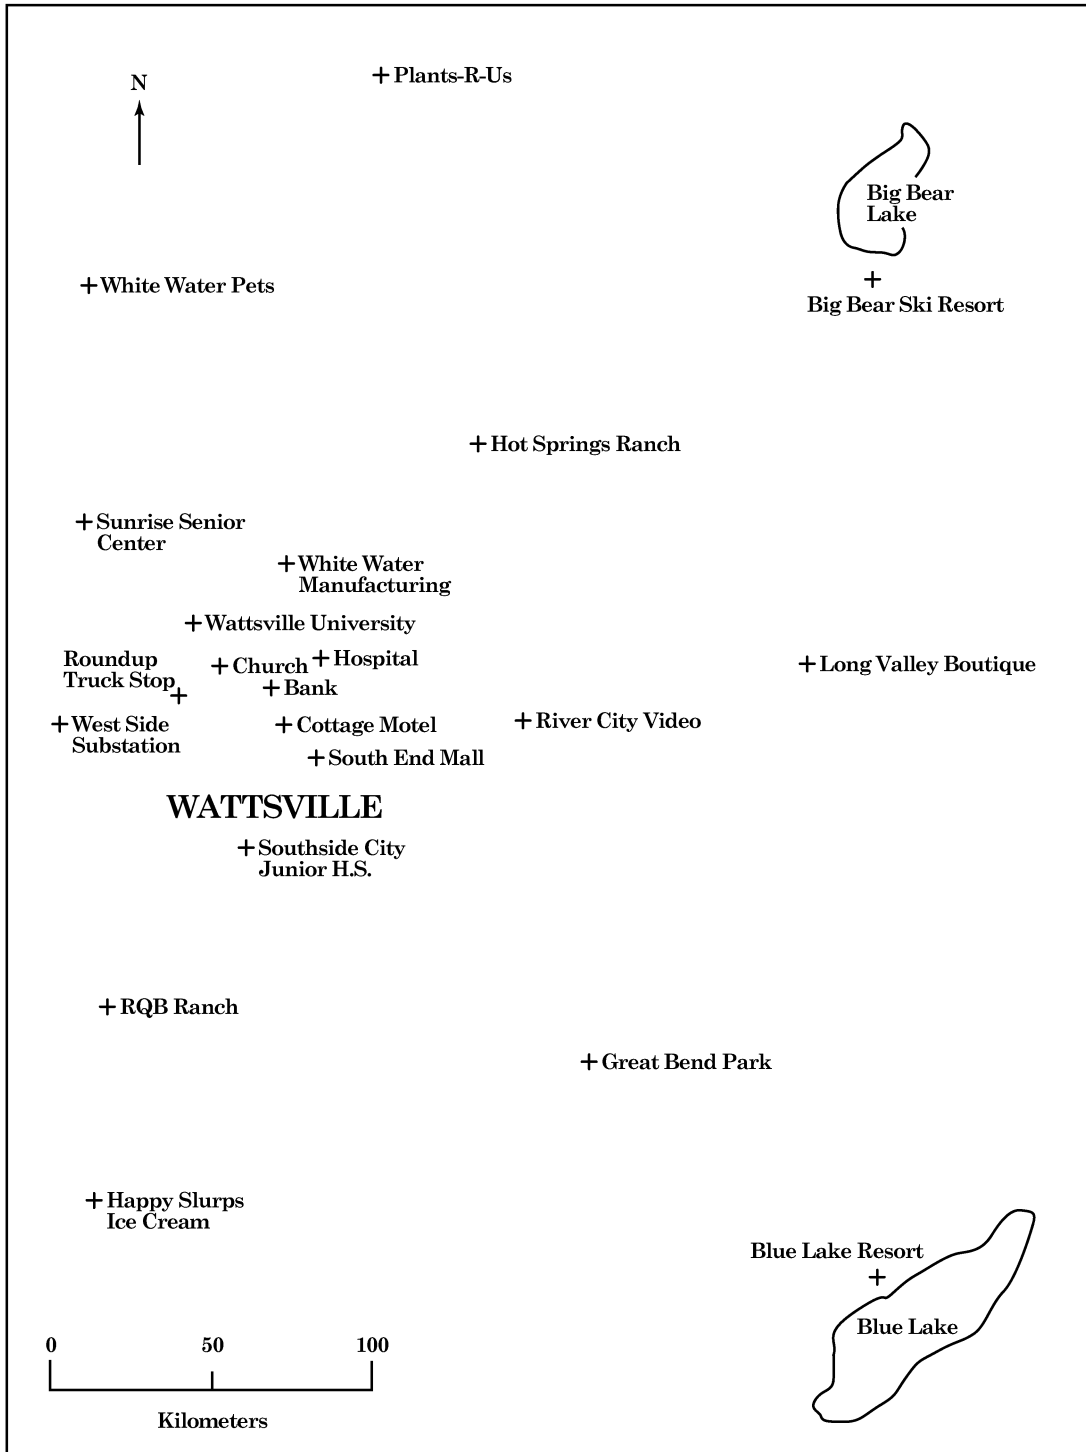 N
Plants-R-Us
Big Bear
Lake
White Water Pets
Big Bear Ski Resort
Hot Springs Ranch
Sunrise Senior
Center
White Water
Manufacturing
Wattsville University
Roundup
Truck Stop
Church
Hospital
Long Valley Boutique
Bank
West Side
Substation
Cottage Motel
River City Video
South End Mall
WATTSVILLE
Southside City
Junior H.S.
RQB Ranch
Great Bend Park
Happy Slurps
Ice Cream
Blue Lake Resort
Blue Lake
0 50 100
Kilometers